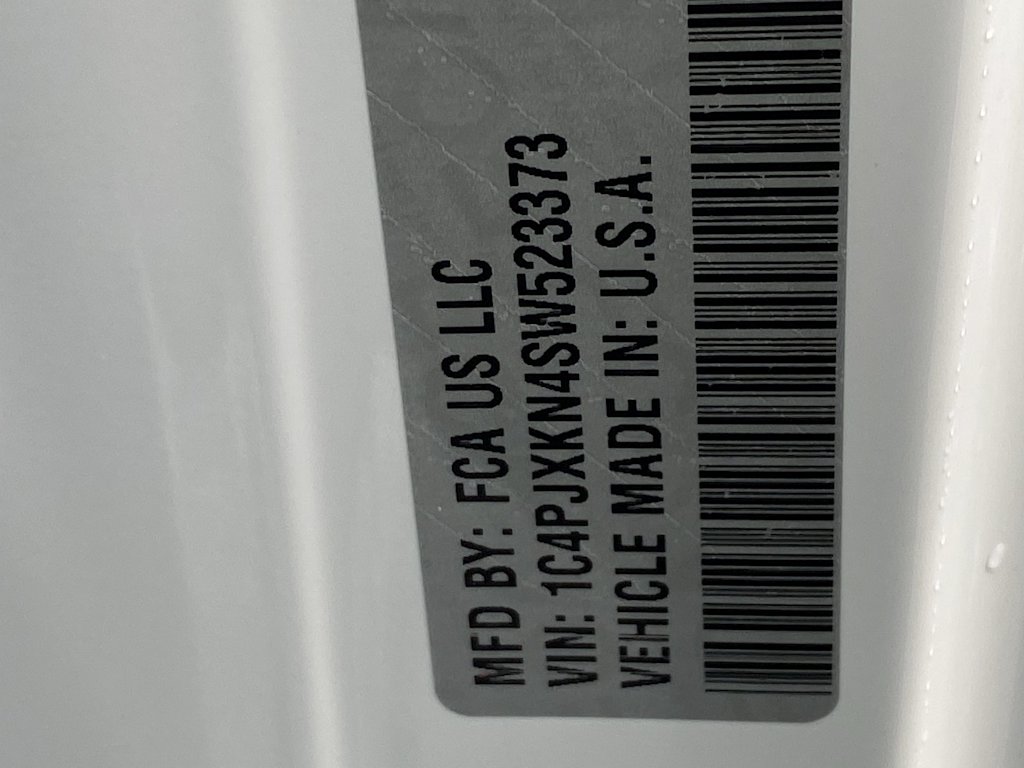 MFD BY: FCA US LLC
VIN: 1C4PJXKN4SW523373
VEHICLE MADE IN: U.S.A.